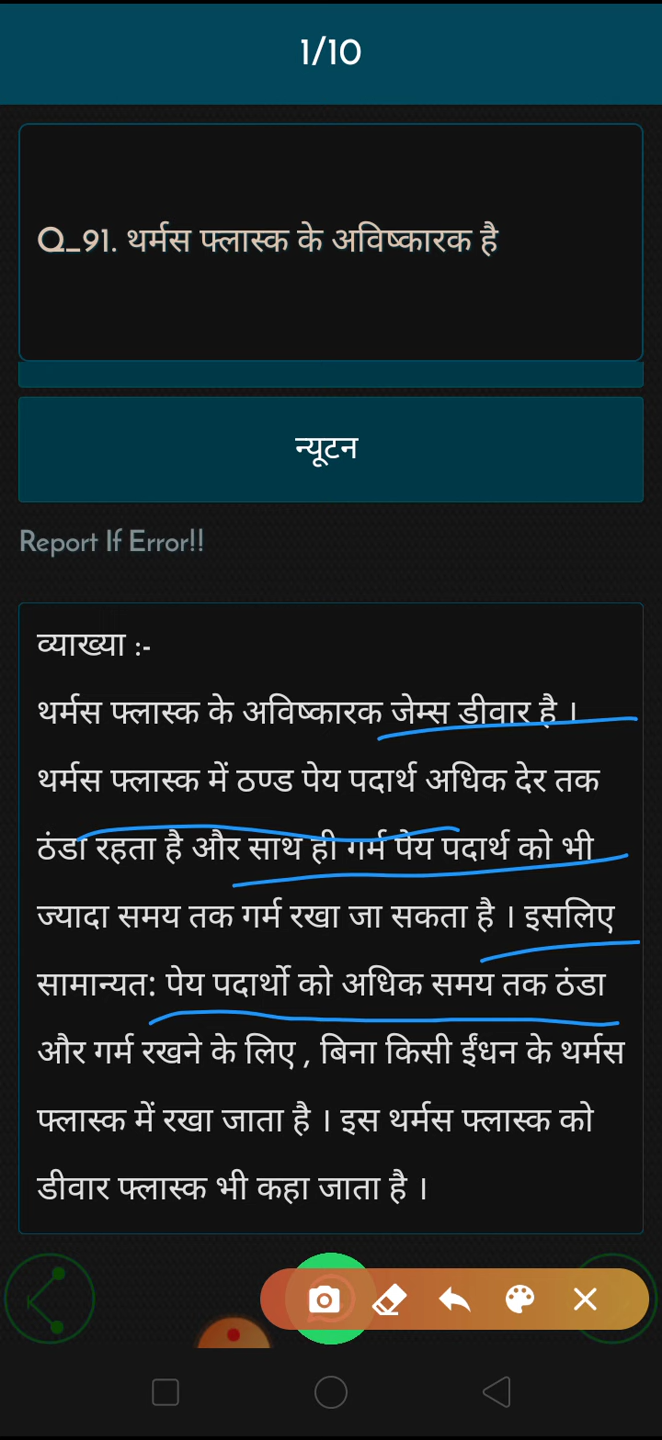 1/10
Q_91. थर्मस फ्लास्क के अविष्कारक है
न्यूटन
Report If Error!!
व्याख्या :-
थर्मस फ्लास्क के अविष्कारक जेम्स डीवार है ।
थर्मस फ्लास्क में ठण्ड पेय पदार्थ अधिक देर तक
ठंडा रहता है और साथ ही गर्म पेय पदार्थ को भी
ज्यादा समय तक गर्म रखा जा सकता है । इसलिए
सामान्यत: पेय पदार्थो को अधिक समय तक ठंडा
और गर्म रखने के लिए , बिना किसी ईंधन के थर्मस
फ्लास्क में रखा जाता है । इस थर्मस फ्लास्क को
डीवार फ्लास्क भी कहा जाता है ।